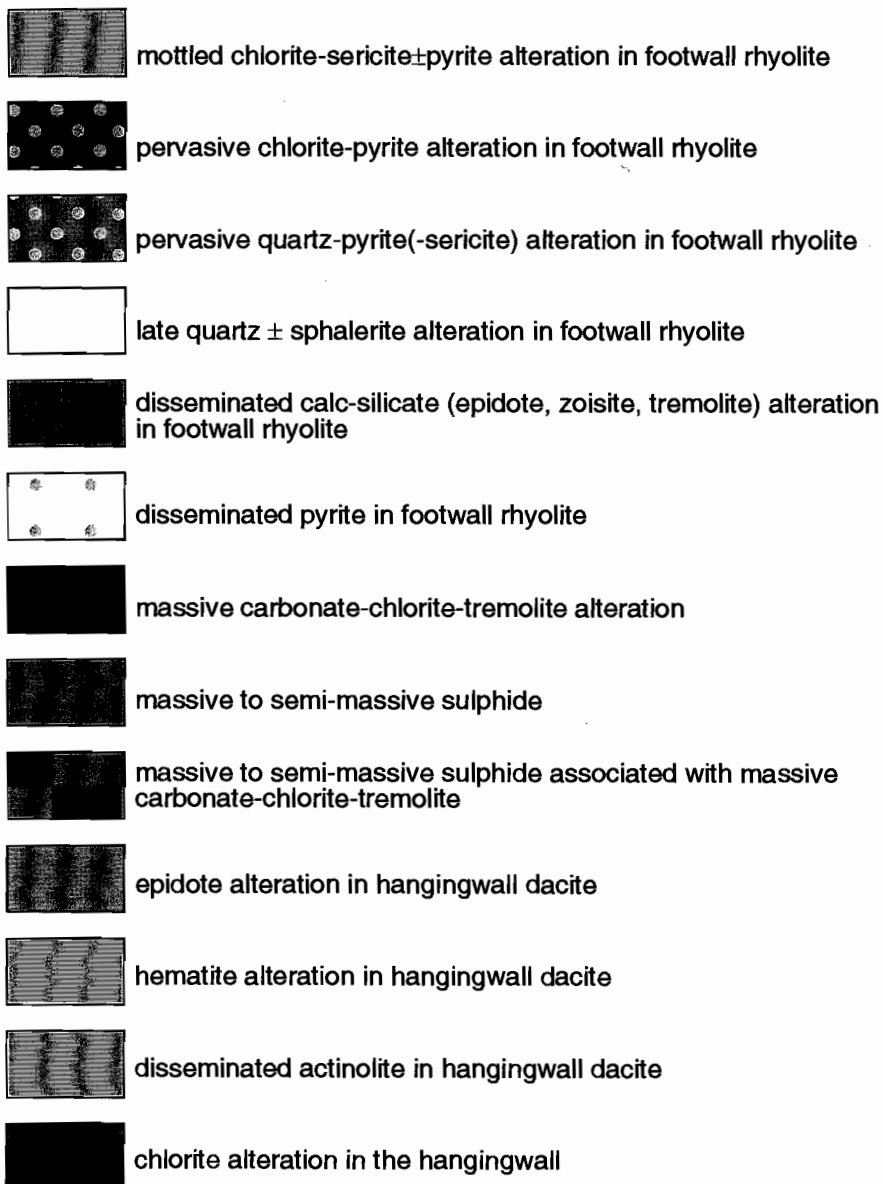 mottled chlorite-sericite±pyrite alteration in footwall rhyolite
pervasive chlorite-pyrite alteration in footwall rhyolite
pervasive quartz-pyrite(-sericite) alteration in footwall rhyolite
late quartz ± sphalerite alteration in footwall rhyolite
disseminated calc-silicate (epidote, zoisite, tremolite) alteration
in footwall rhyolite
disseminated pyrite in footwall rhyolite
massive carbonate-chlorite-tremolite alteration
massive to semi-massive sulphide
massive to semi-massive sulphide associated with massive
carbonate-chlorite-tremolite
epidote alteration in hangingwall dacite
hematite alteration in hangingwall dacite
disseminated actinolite in hangingwall dacite
chlorite alteration in the hangingwall